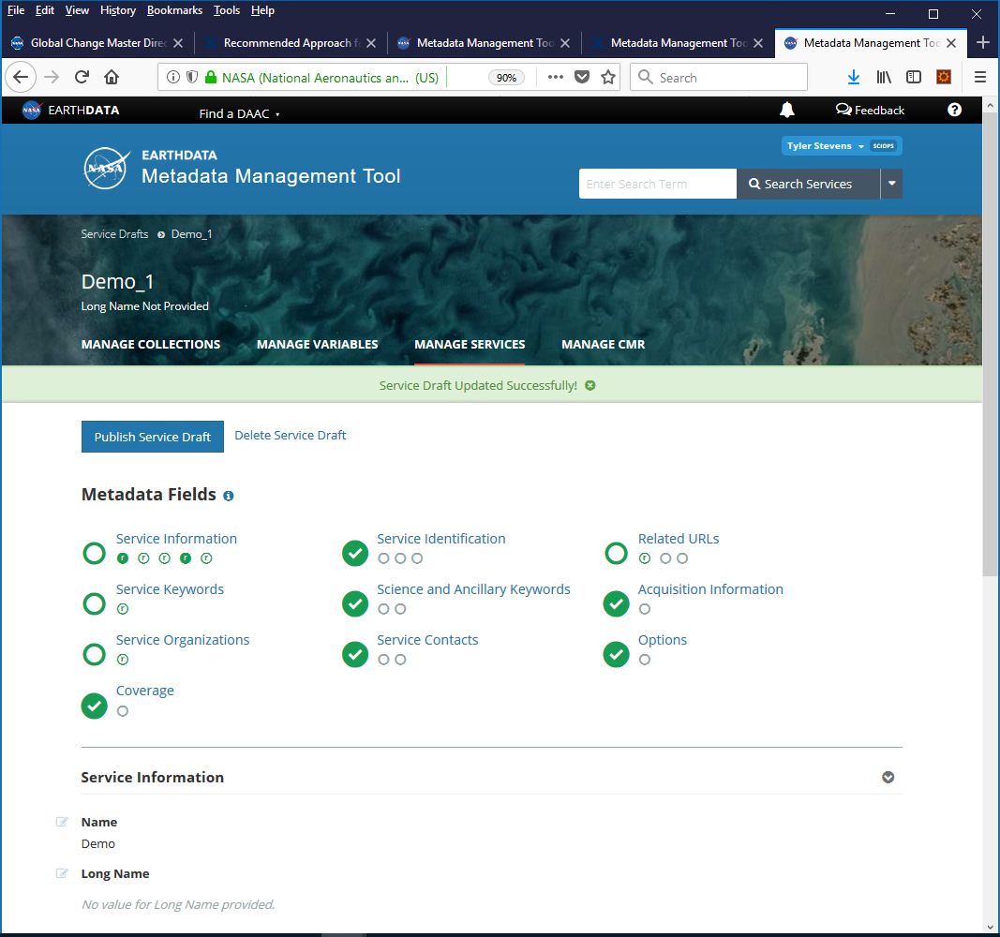 File Edit View History Bookmarks Tools Help
Global Change Master Direc
Recommended Approach f
Metadata Management Too
Metadata Management Too
Metadata Management Too
NASA (National Aeronautics an... (US)
90%
Search
NASA EARTHDATA
Find a DAAC
Feedback
NASA
EARTHDATA
Metadata Management Tool
Tyler Stevens SCIOPS
Enter Search Term
Search Services
Service Drafts Demo_1
Demo_1
Long Name Not Provided
MANAGE COLLECTIONS MANAGE VARIABLES MANAGE SERVICES MANAGE CMR
Service Draft Updated Successfully!
Publish Service Draft Delete Service Draft
Metadata Fields
Service Information Service Identification Related URLs
r r r r r r
Service Keywords Science and Ancillary Keywords Acquisition Information
r
Service Organizations Service Contacts Options
r
Coverage
Service Information
Name
Demo
Long Name
No value for Long Name provided.